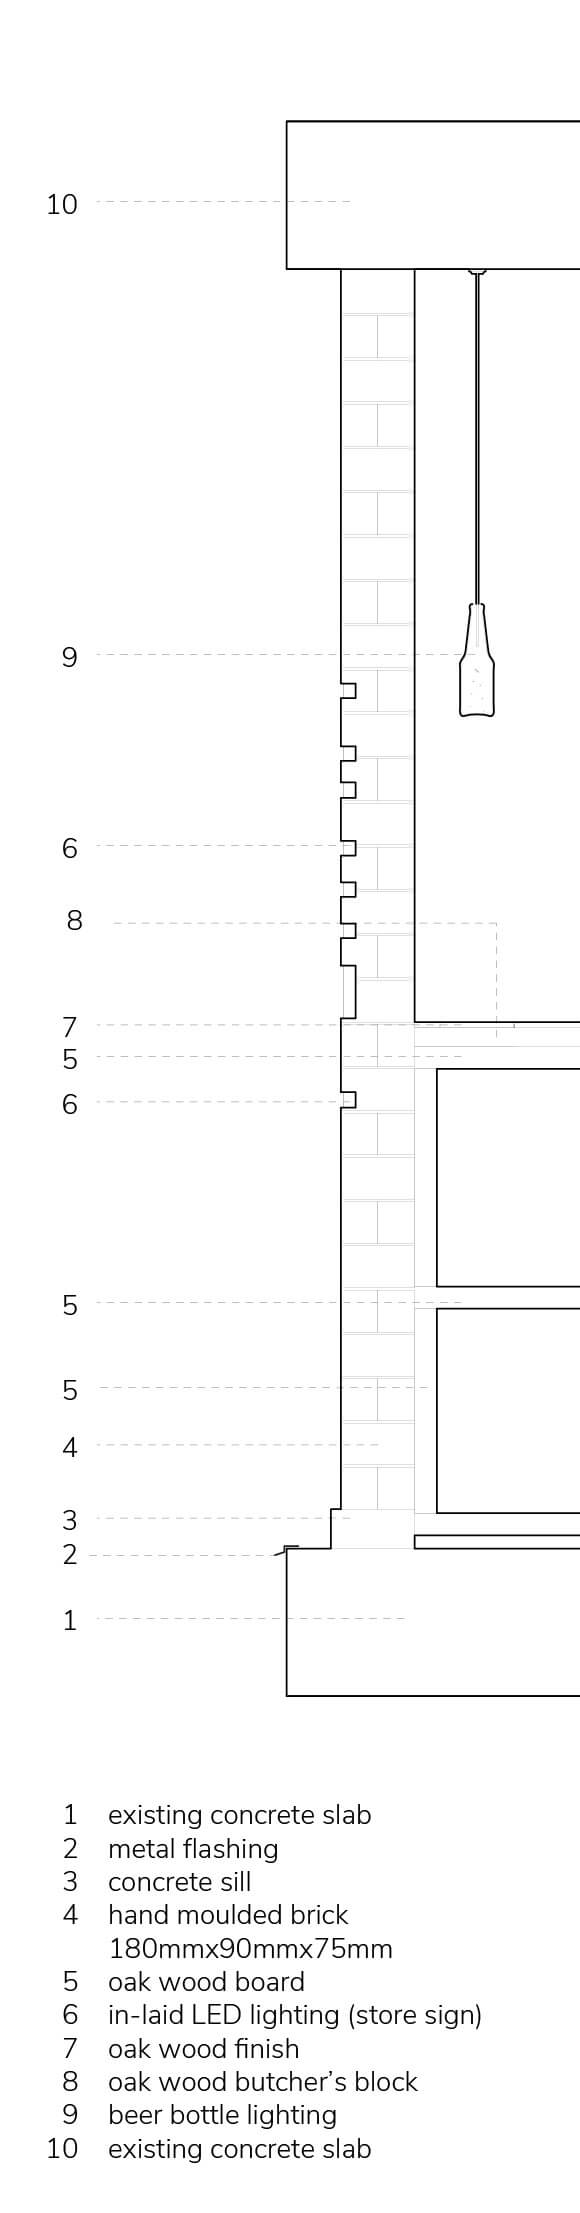 10
9
6
8
7
5
6
5
5
4
3
2
1
1 existing concrete slab
2 metal flashing
3 concrete sill
4 hand moulded brick
180mmx90mmx75mm
5 oak wood board
6 in-laid LED lighting (store sign)
7 oak wood finish
8 oak wood butcher’s block
9 beer bottle lighting
10 existing concrete slab